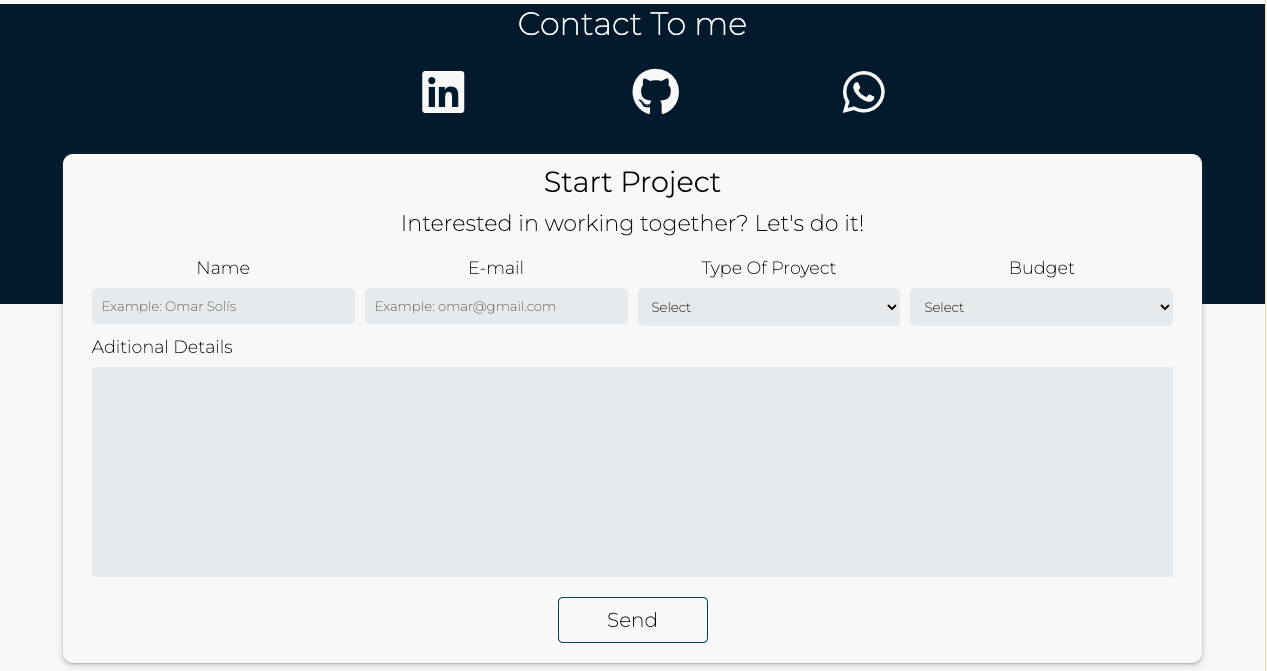 Contact To me
in
Start Project
Interested in working together? Let's do it!
Name E-mail Type Of Proyect Budget
Example: Omar Solís Example: omar@gmail.com Select Select
Aditional Details
Send